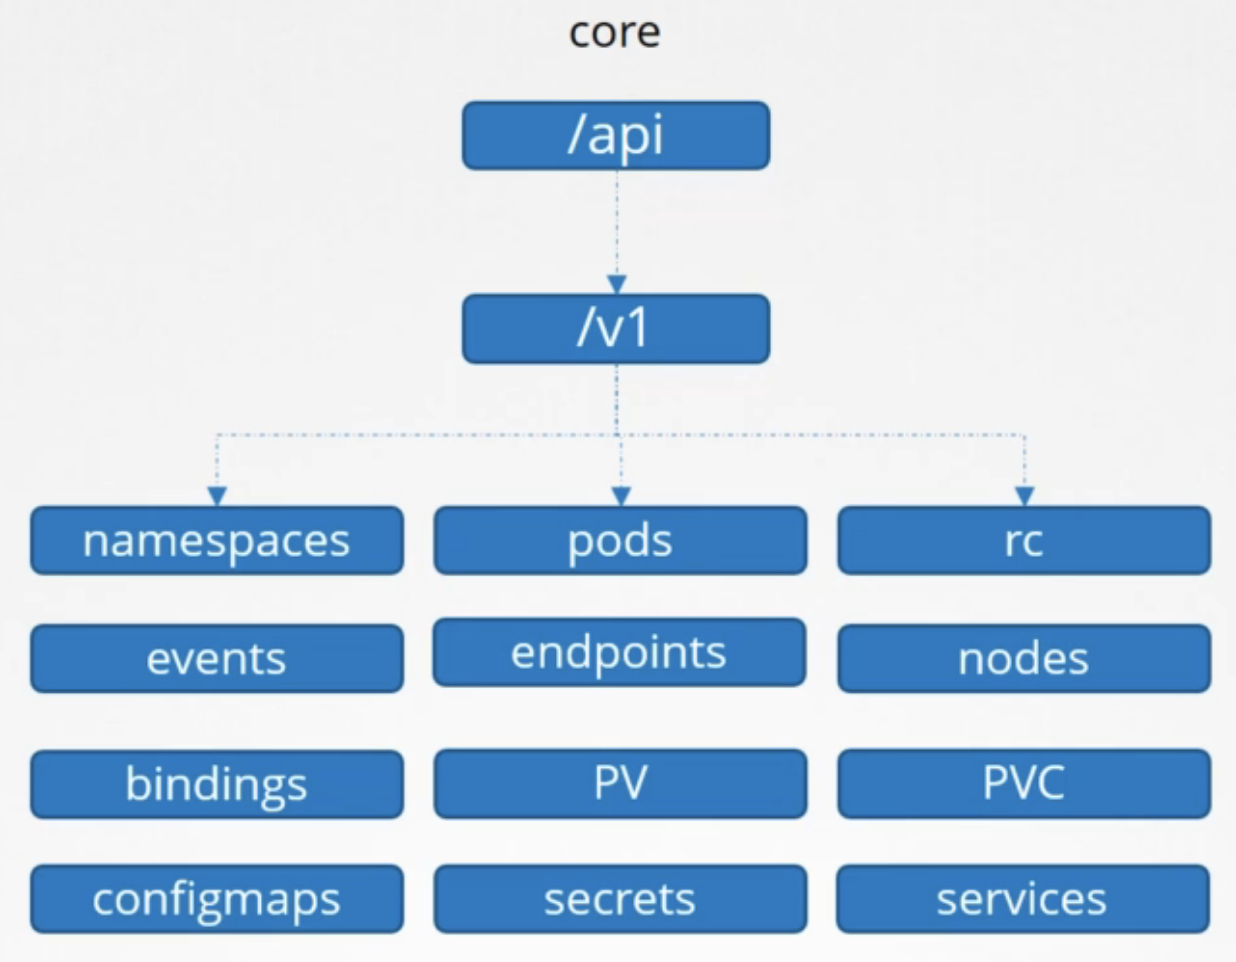 core
/api
/v1
namespaces
pods
rc
events
endpoints
nodes
bindings
PV
PVC
configmaps
secrets
services